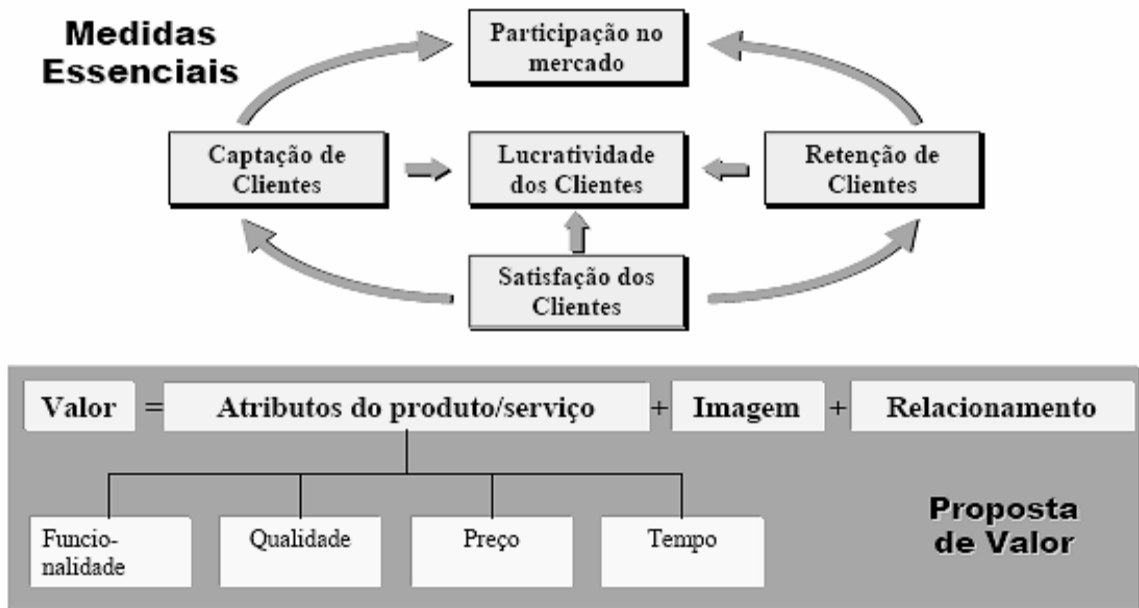 Medidas
Essenciais
Participação no
mercado
Captação de
Clientes
Lucratividade
dos Clientes
Retenção de
Clientes
Satisfação dos
Clientes
Valor = Atributos do produto/serviço + Imagem + Relacionamento
Funcio-
nalidade
Qualidade
Preço
Tempo
Proposta
de Valor